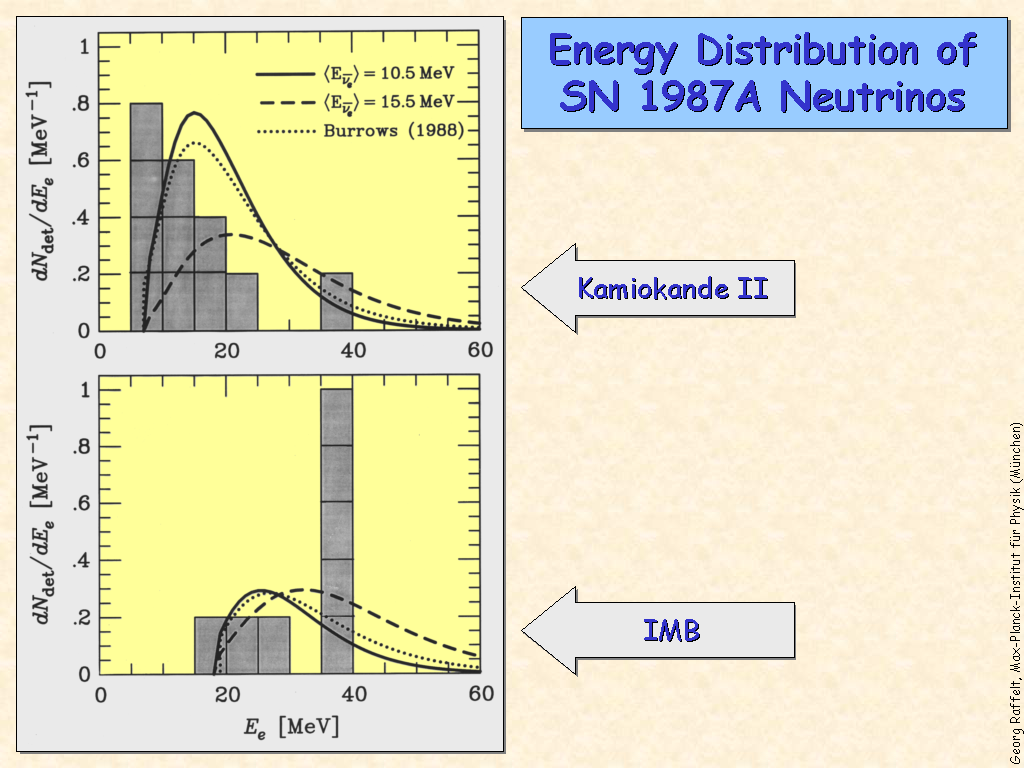 Energy Distribution of
SN 1987A Neutrinos
1
.8
.6
.4
.2
0
dN_det/dE_e [MeV⁻¹]
⟨E_ν̄e⟩ = 10.5 MeV
⟨E_ν̄e⟩ = 15.5 MeV
Burrows (1988)
0 20 40 60
Kamiokande II
1
.8
.6
.4
.2
0
dN_det/dE_e [MeV⁻¹]
0 20 40 60
E_e [MeV]
IMB
Georg Raffelt, Max-Planck-Institut für Physik (München)